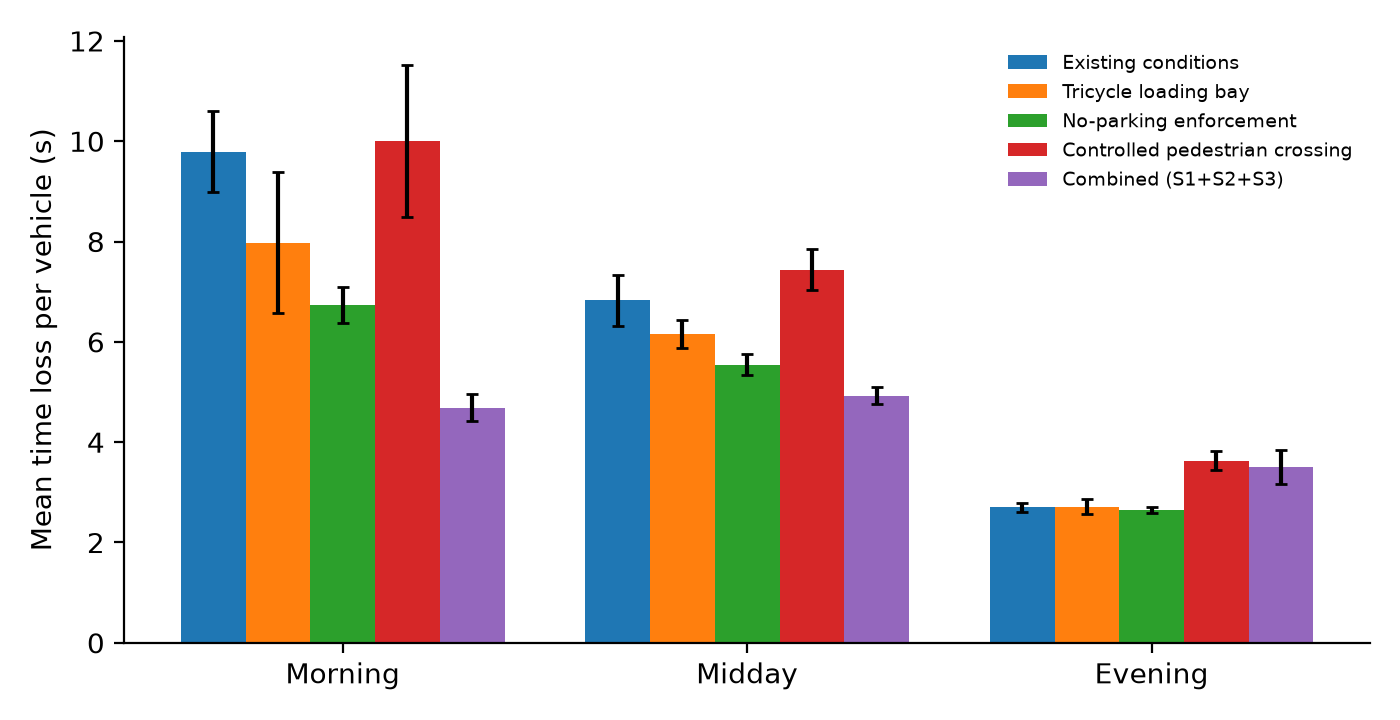 Mean time loss per vehicle (s)
12
10
8
6
4
2
0
Existing conditions
Tricycle loading bay
No-parking enforcement
Controlled pedestrian crossing
Combined (S1+S2+S3)
Morning
Midday
Evening